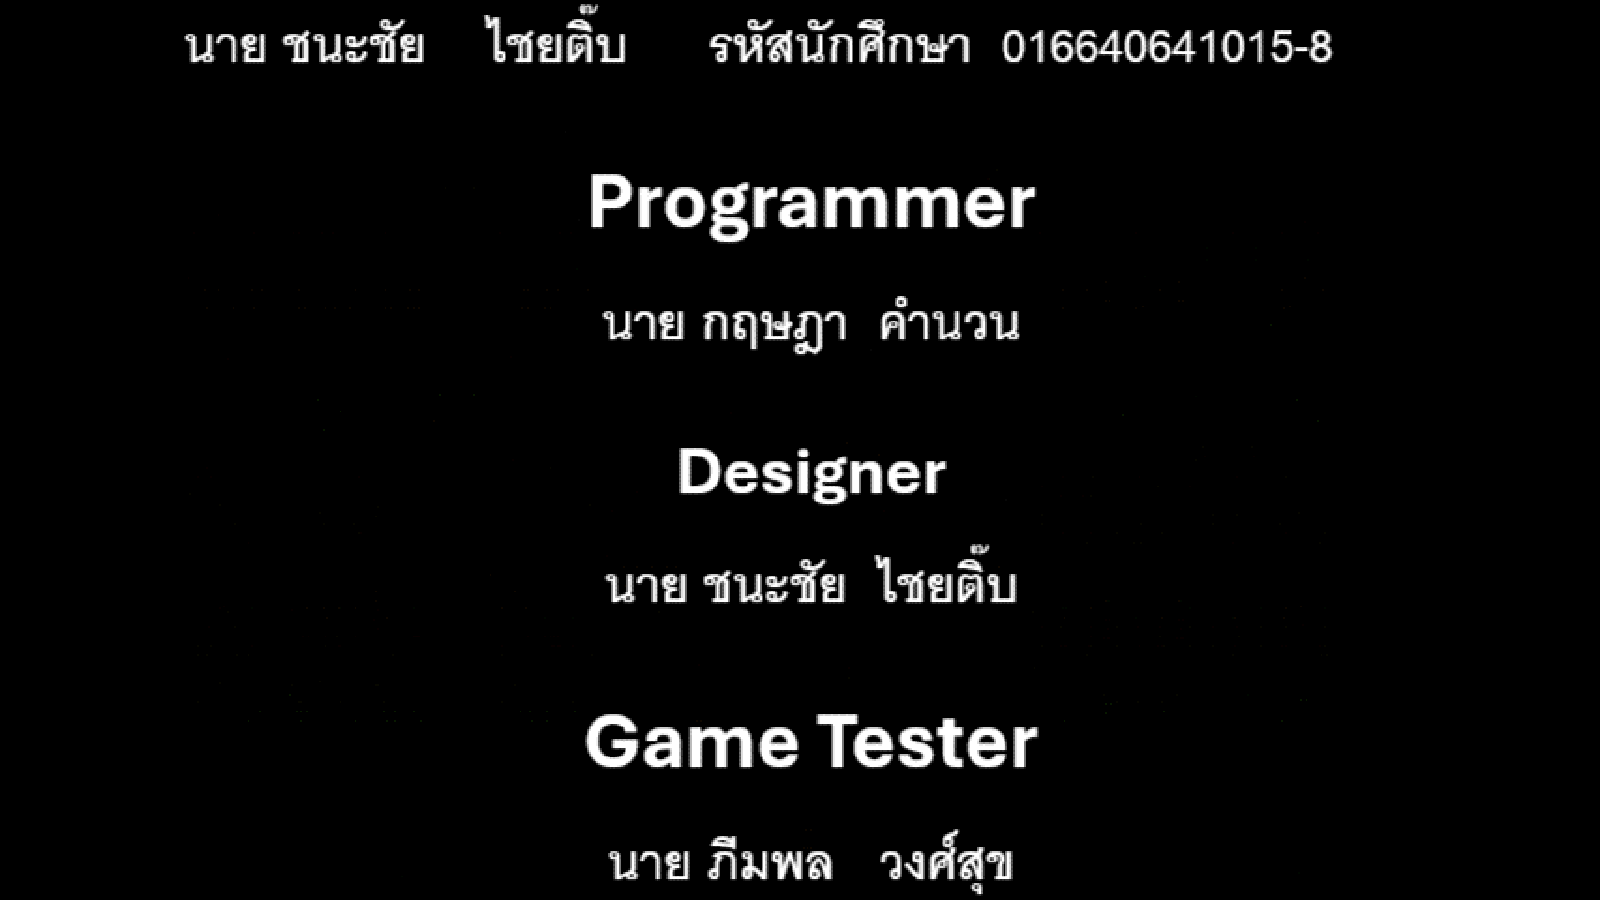 นาย ชนะชัย ไชยติ๊บ รหัสนักศึกษา 016640641015-8
Programmer
นาย กฤษฎา คำนวน
Designer
นาย ชนะชัย ไชยติ๊บ
Game Tester
นาย ภีมพล วงศ์สุข